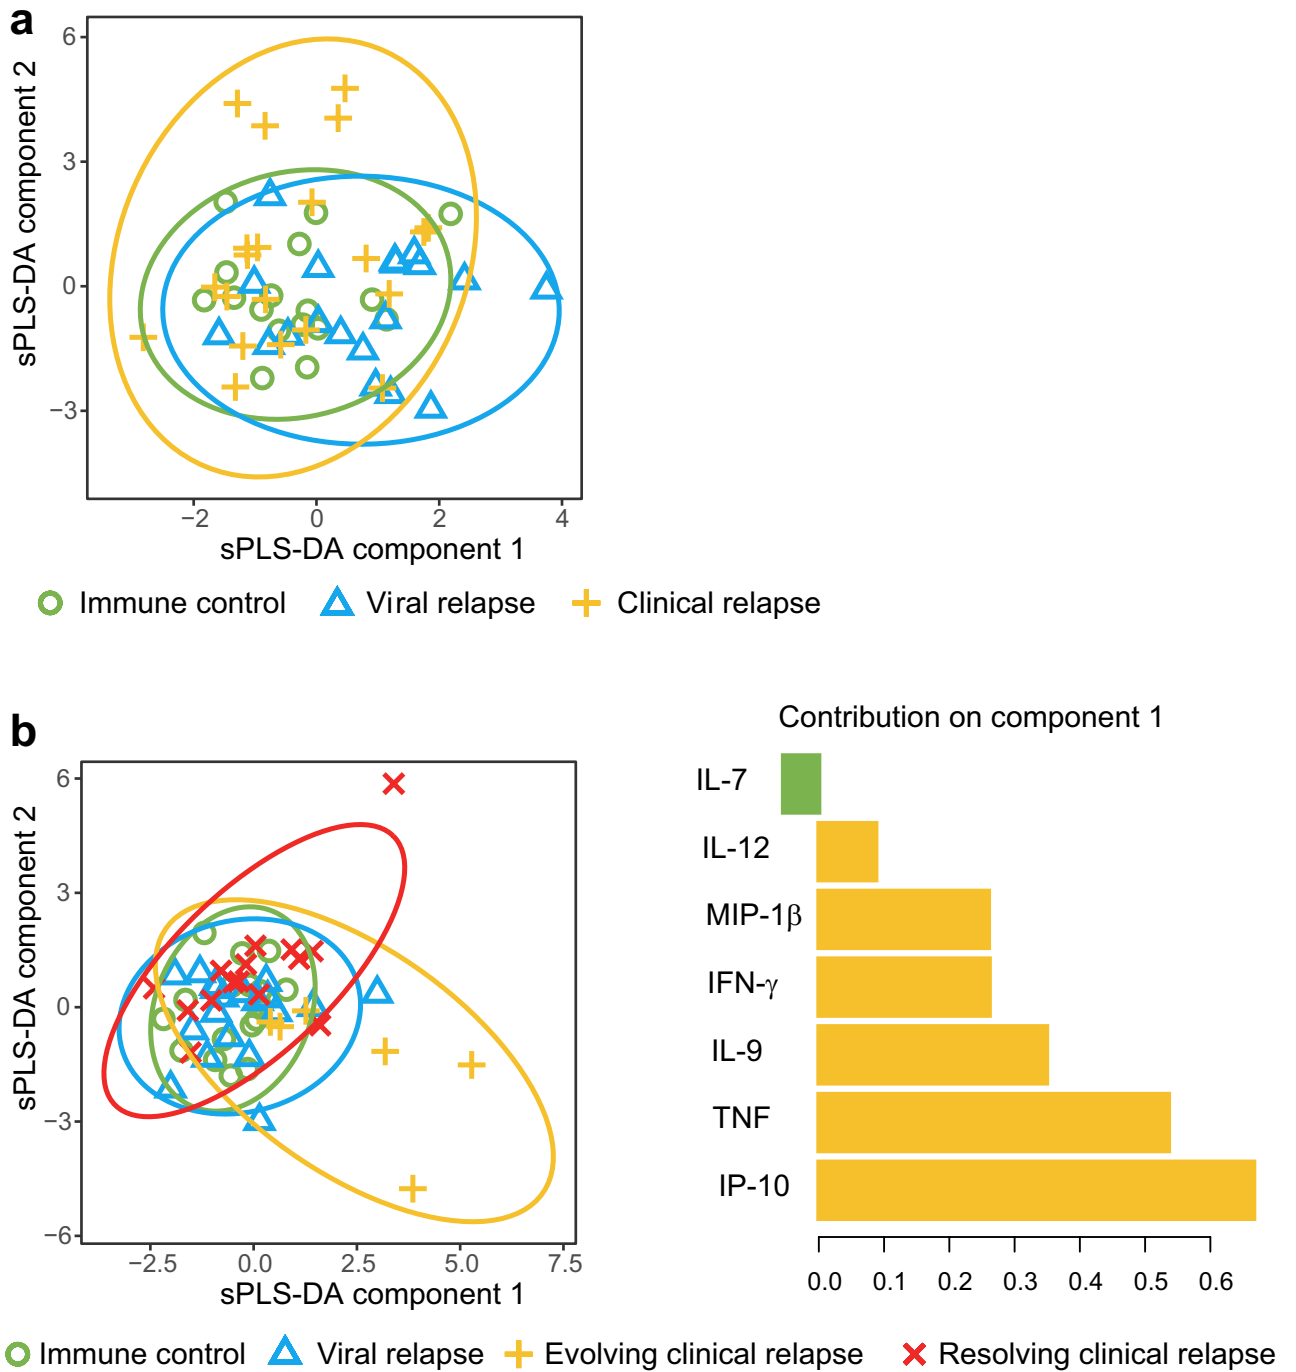 a
sPLS-DA component 2
6
3
0
−3
−2 0 2 4
sPLS-DA component 1
Immune control Viral relapse Clinical relapse
b
sPLS-DA component 2
6
3
0
−3
−6
−2.5 0.0 2.5 5.0 7.5
sPLS-DA component 1
Contribution on component 1
IL-7
IL-12
MIP-1β
IFN-γ
IL-9
TNF
IP-10
0.0 0.1 0.2 0.3 0.4 0.5 0.6
Immune control Viral relapse Evolving clinical relapse Resolving clinical relapse